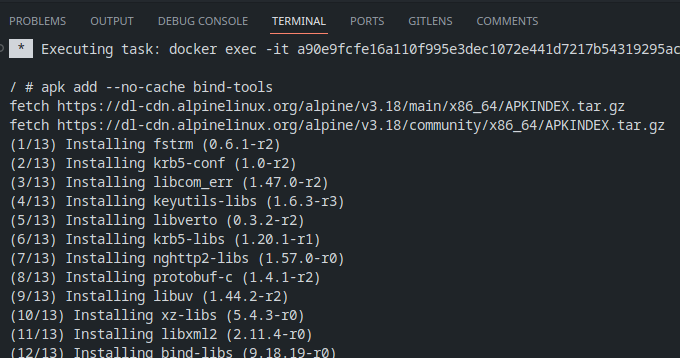 PROBLEMS OUTPUT DEBUG CONSOLE TERMINAL PORTS GITLENS COMMENTS
* Executing task: docker exec -it a90e9fcfe16a110f995e3dec1072e441d7217b54319295ac
/ # apk add --no-cache bind-tools
fetch https://dl-cdn.alpinelinux.org/alpine/v3.18/main/x86_64/APKINDEX.tar.gz
fetch https://dl-cdn.alpinelinux.org/alpine/v3.18/community/x86_64/APKINDEX.tar.gz
(1/13) Installing fstrm (0.6.1-r2)
(2/13) Installing krb5-conf (1.0-r2)
(3/13) Installing libcom_err (1.47.0-r2)
(4/13) Installing keyutils-libs (1.6.3-r3)
(5/13) Installing libverto (0.3.2-r2)
(6/13) Installing krb5-libs (1.20.1-r1)
(7/13) Installing nghttp2-libs (1.57.0-r0)
(8/13) Installing protobuf-c (1.4.1-r2)
(9/13) Installing libuv (1.44.2-r2)
(10/13) Installing xz-libs (5.4.3-r0)
(11/13) Installing libxml2 (2.11.4-r0)
(12/13) Installing bind-libs (9.18.19-r0)